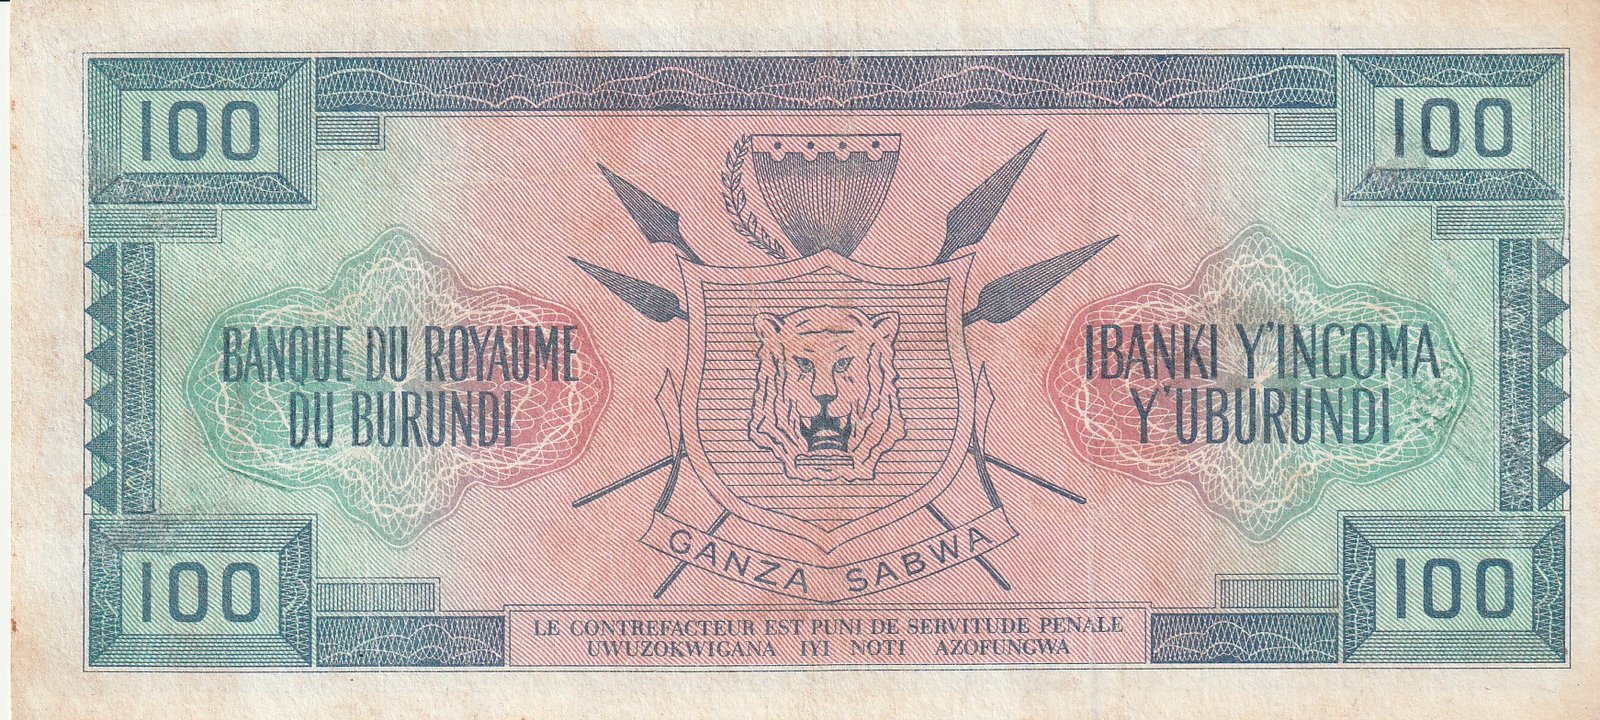 100
100
BANQUE DU ROYAUME
DU BURUNDI
IBANKI Y'INGOMA
Y'UBURUNDI
GANZA SABWA
100
100
LE CONTREFACTEUR EST PUNI DE SERVITUDE PENALE
UWUZOKWIGANA IYI NOTI AZOFUNGWA